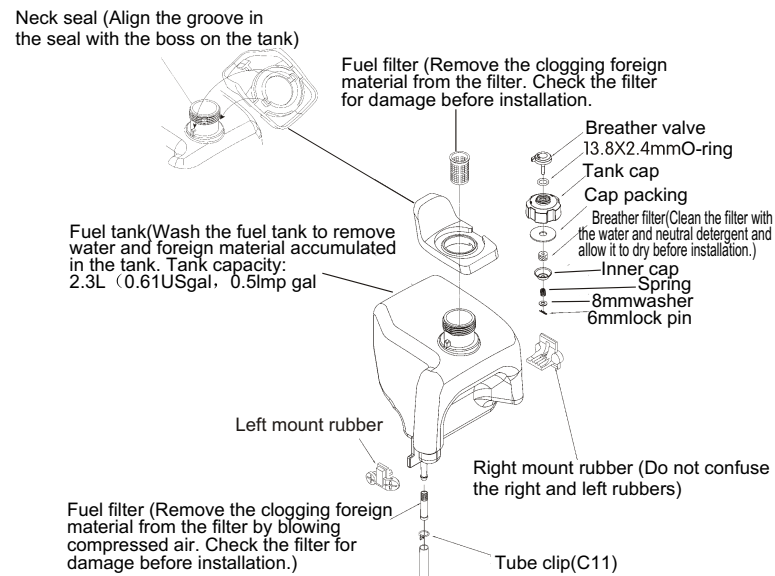 Neck seal (Align the groove in
the seal with the boss on the tank)
Fuel filter (Remove the clogging foreign
material from the filter. Check the filter
for damage before installation.
Breather valve
13.8X2.4mmO-ring
Tank cap
Cap packing
Breather filter(Clean the filter with
the water and neutral detergent and
allow it to dry before installation.)
Inner cap
Spring
8mmwasher
6mmlock pin
Fuel tank(Wash the fuel tank to remove
water and foreign material accumulated
in the tank. Tank capacity:
2.3L（0.61USgal，0.5lmp gal
Left mount rubber
Right mount rubber (Do not confuse
the right and left rubbers)
Fuel filter (Remove the clogging foreign
material from the filter by blowing
compressed air. Check the filter for
damage before installation.)
Tube clip(C11)